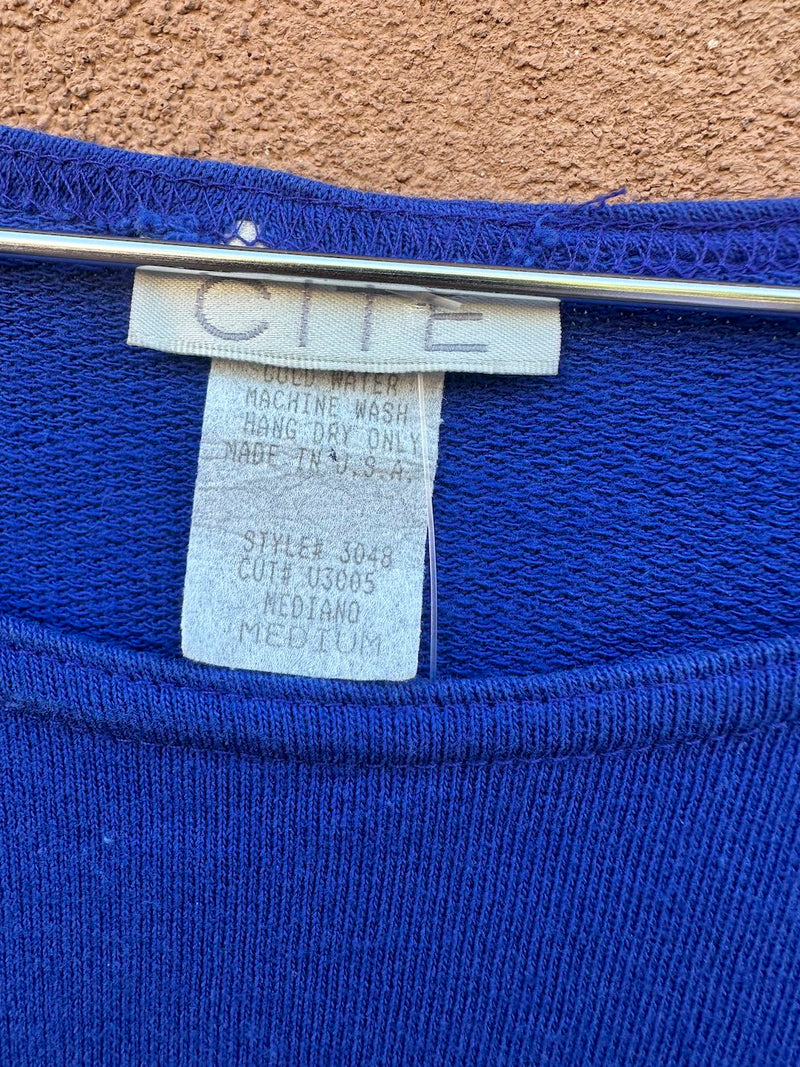 CITE
COLD WATER
MACHINE WASH
HANG DRY ONLY
MADE IN U.S.A.
STYLE# 3048
CUT# U3005
MEDIANO
MEDIUM